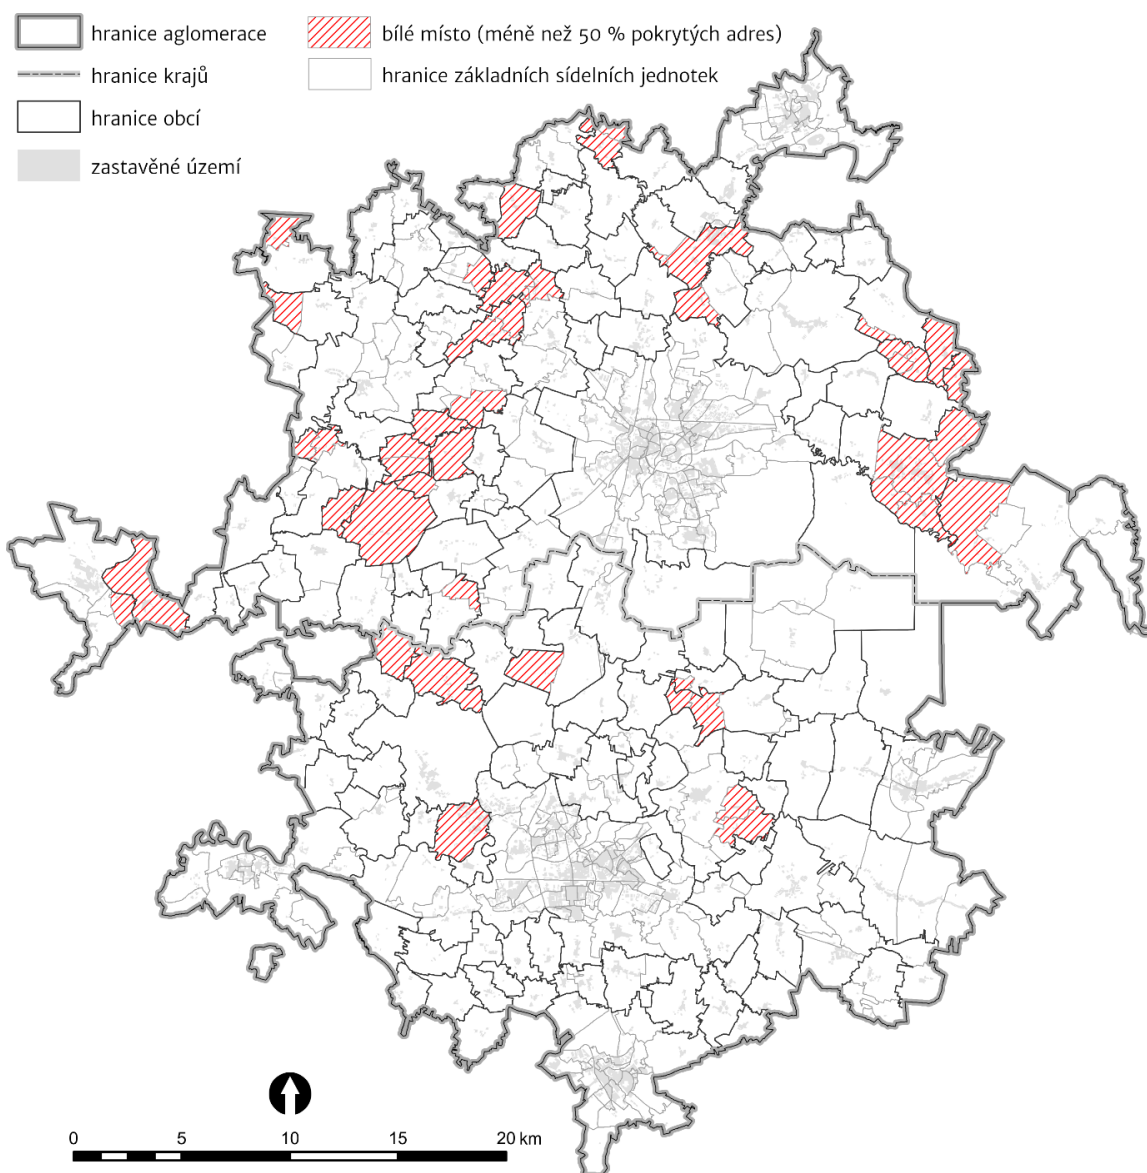 hranice aglomerace
hranice krajů
hranice obcí
zastavěné území
bílé místo (méně než 50 % pokrytých adres)
hranice základních sídelních jednotek
0 5 10 15 20 km